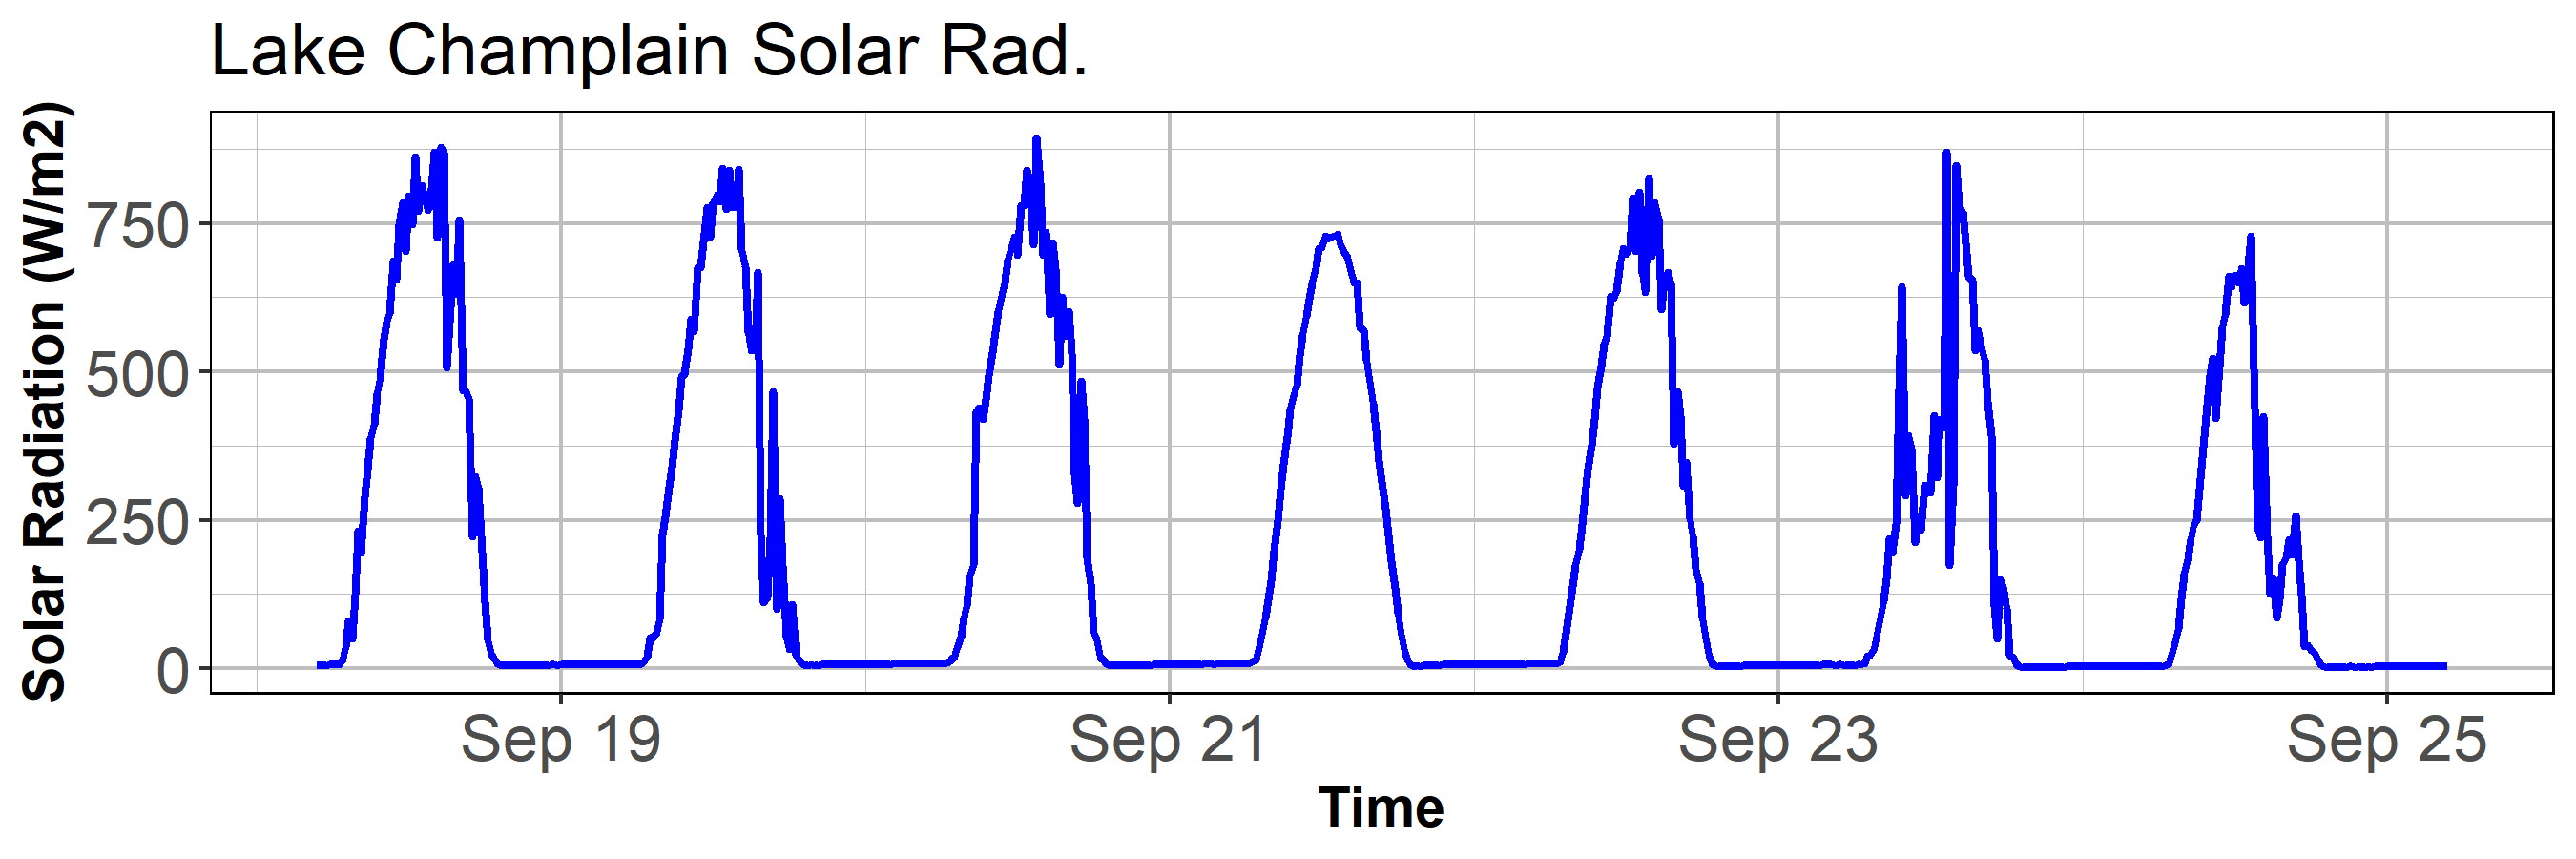 Lake Champlain Solar Rad.
Solar Radiation (W/m2)
750
500
250
0
Sep 19 Sep 21 Sep 23 Sep 25
Time